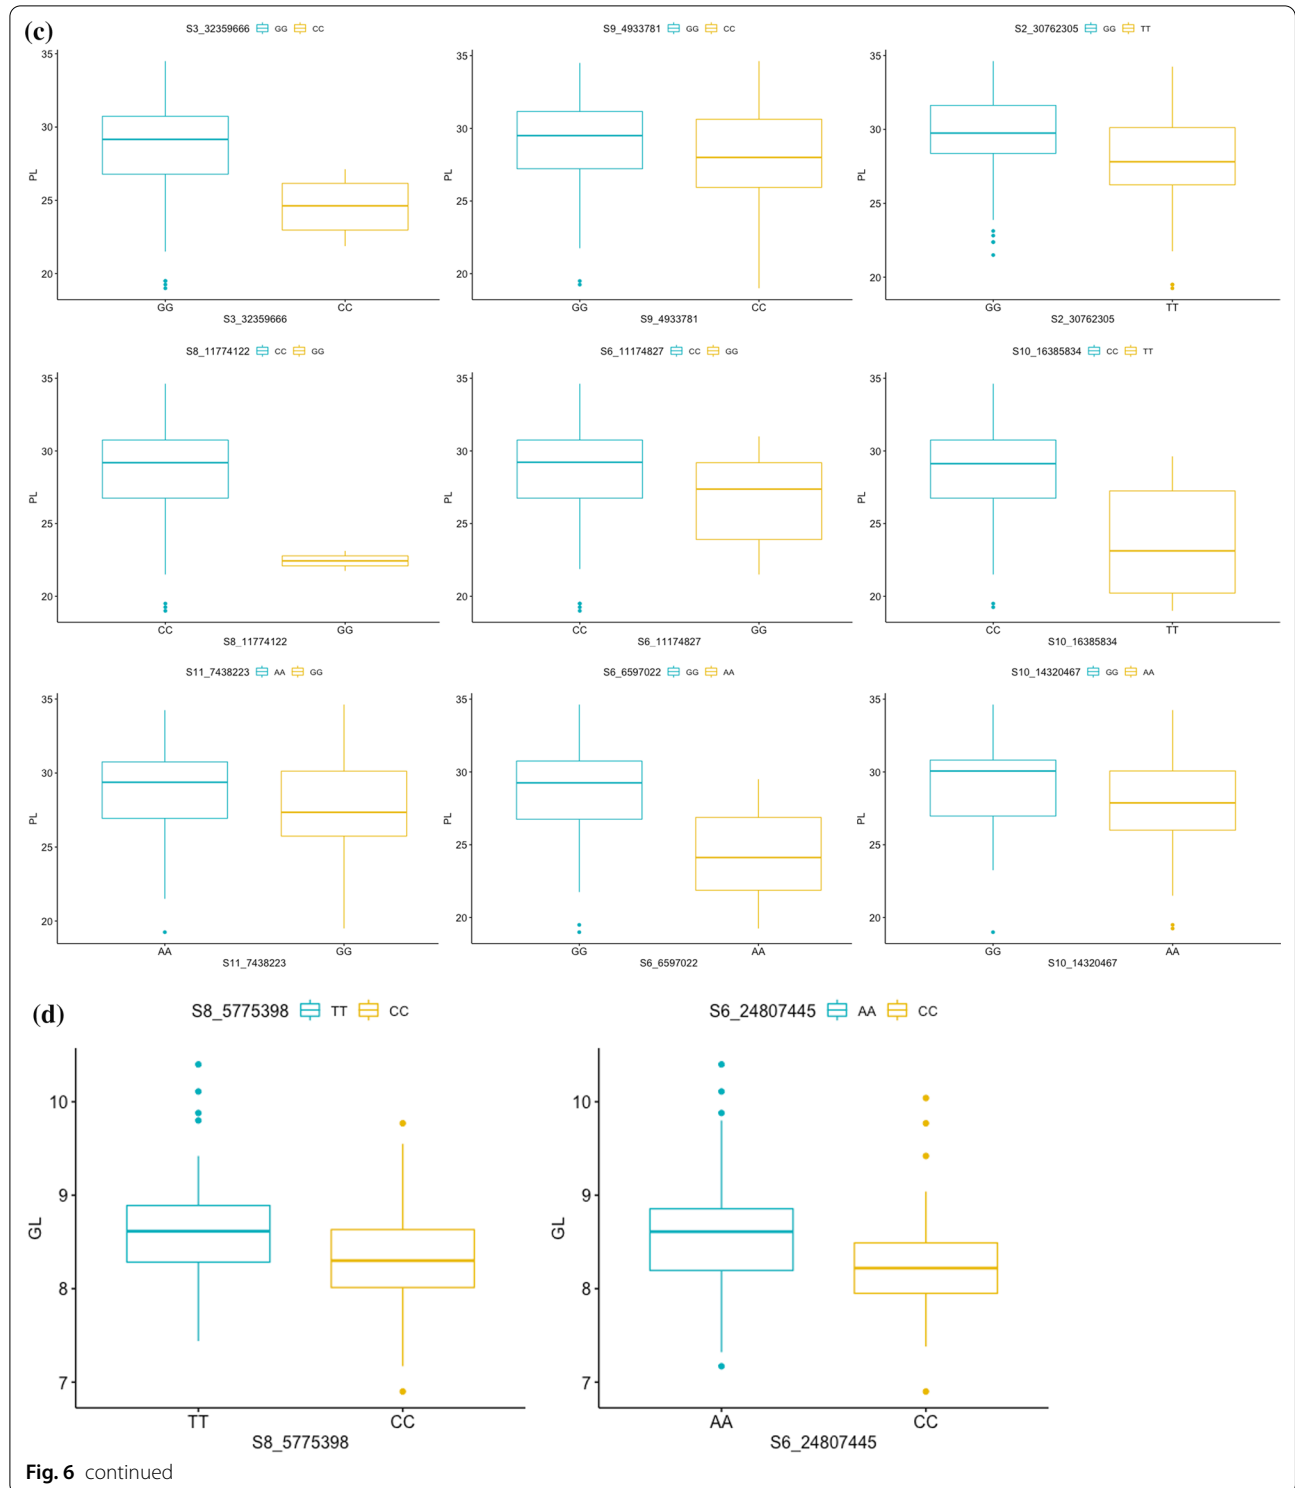 (c)
S3_32359666 GG CC
S9_4933781 GG CC
S2_30762305 GG TT
35
30
25
20
PL
GG CC
S3_32359666
35
30
25
20
PL
GG CC
S9_4933781
35
30
25
20
PL
GG TT
S2_30762305
S8_11774122 CC GG
S6_11174827 CC GG
S10_16385834 CC TT
35
30
25
20
PL
CC GG
S8_11774122
35
30
25
20
PL
CC GG
S6_11174827
35
30
25
20
PL
CC TT
S10_16385834
S11_7438223 AA GG
S6_6597022 GG AA
S10_14320467 GG AA
35
30
25
20
PL
AA GG
S11_7438223
35
30
25
20
PL
GG AA
S6_6597022
35
30
25
20
PL
GG AA
S10_14320467
(d)
S8_5775398 TT CC
S6_24807445 AA CC
10
9
8
7
GL
TT CC
S8_5775398
10
9
8
7
GL
AA CC
S6_24807445
Fig. 6 continued